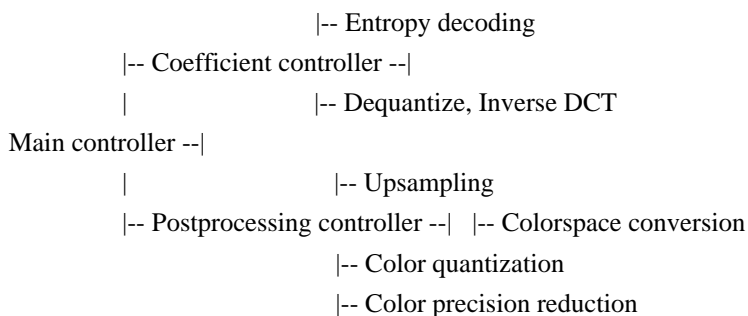 |-- Entropy decoding
|-- Coefficient controller --|
| |-- Dequantize, Inverse DCT
Main controller --|
| |-- Upsampling
|-- Postprocessing controller --| |-- Colorspace conversion
|-- Color quantization
|-- Color precision reduction